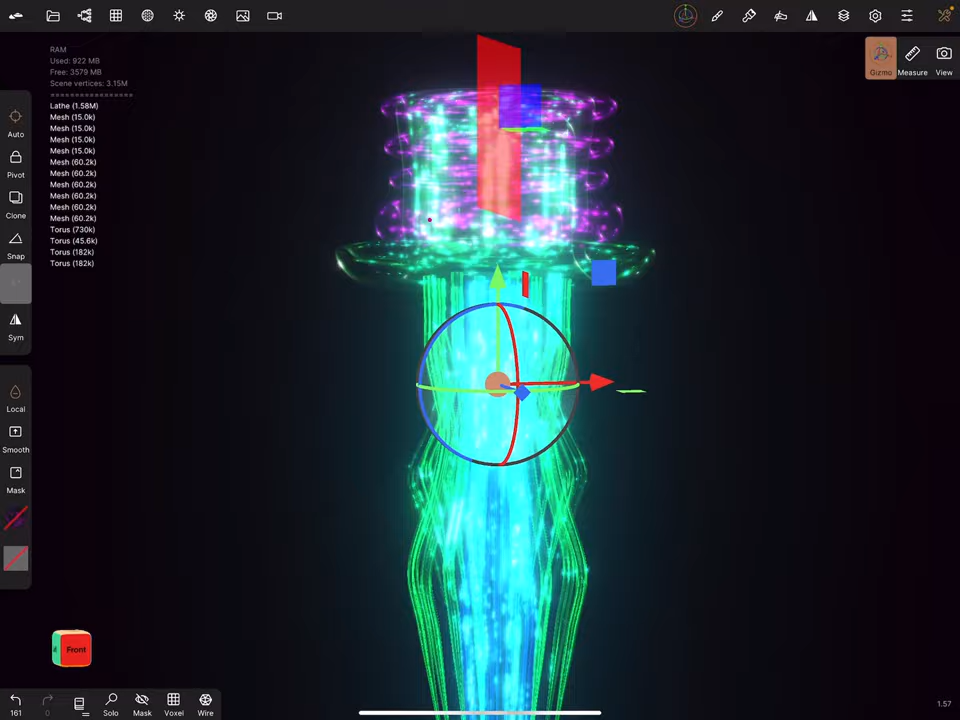 RAM
Used: 922 MB
Free: 3579 MB
Scene vertices: 3.15M
==================
Lathe (1.58M)
Mesh (15.0k)
Mesh (15.0k)
Mesh (15.0k)
Mesh (15.0k)
Mesh (60.2k)
Mesh (60.2k)
Mesh (60.2k)
Mesh (60.2k)
Mesh (60.2k)
Mesh (60.2k)
Torus (730k)
Torus (45.6k)
Torus (182k)
Torus (182k)
Gizmo
Measure
View
Auto
Pivot
Clone
Snap
Sym
Local
Smooth
Mask
Front
161
0
Solo
Mask
Voxel
Wire
1.57